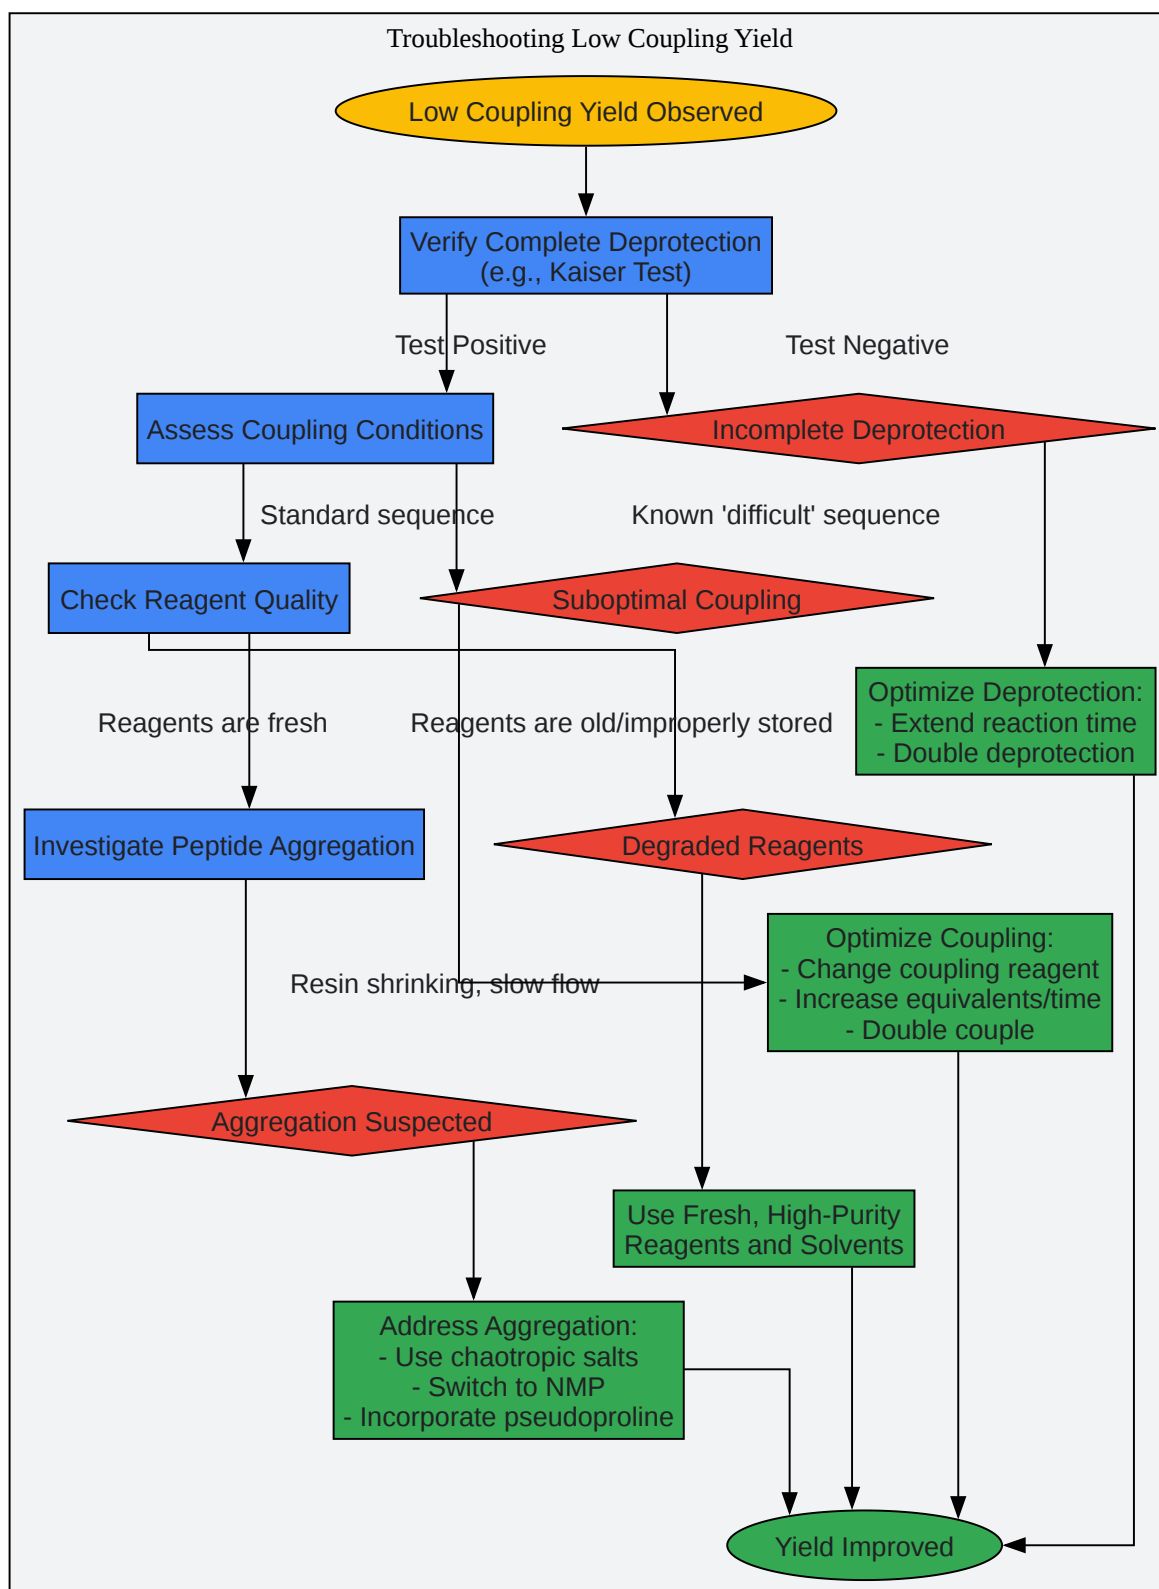 Troubleshooting Low Coupling Yield
Low Coupling Yield Observed
Verify Complete Deprotection
(e.g., Kaiser Test)
Test Positive
Test Negative
Assess Coupling Conditions
Incomplete Deprotection
Standard sequence
Known 'difficult' sequence
Check Reagent Quality
Suboptimal Coupling
Optimize Deprotection:
- Extend reaction time
- Double deprotection
Reagents are fresh
Reagents are old/improperly stored
Investigate Peptide Aggregation
Degraded Reagents
Optimize Coupling:
- Change coupling reagent
- Increase equivalents/time
- Double couple
Resin shrinking, slow flow
Aggregation Suspected
Use Fresh, High-Purity
Reagents and Solvents
Address Aggregation:
- Use chaotropic salts
- Switch to NMP
- Incorporate pseudoproline
Yield Improved